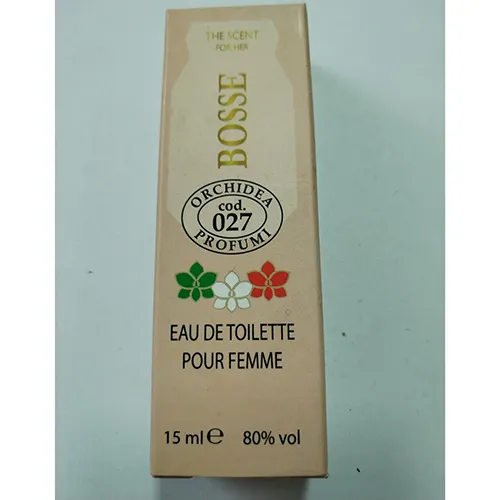 THE SCENT
FOR HER
BOSSE
ORCHIDEA
cod.
027
PROFUMI
EAU DE TOILETTE
POUR FEMME
15 ml e 80% vol